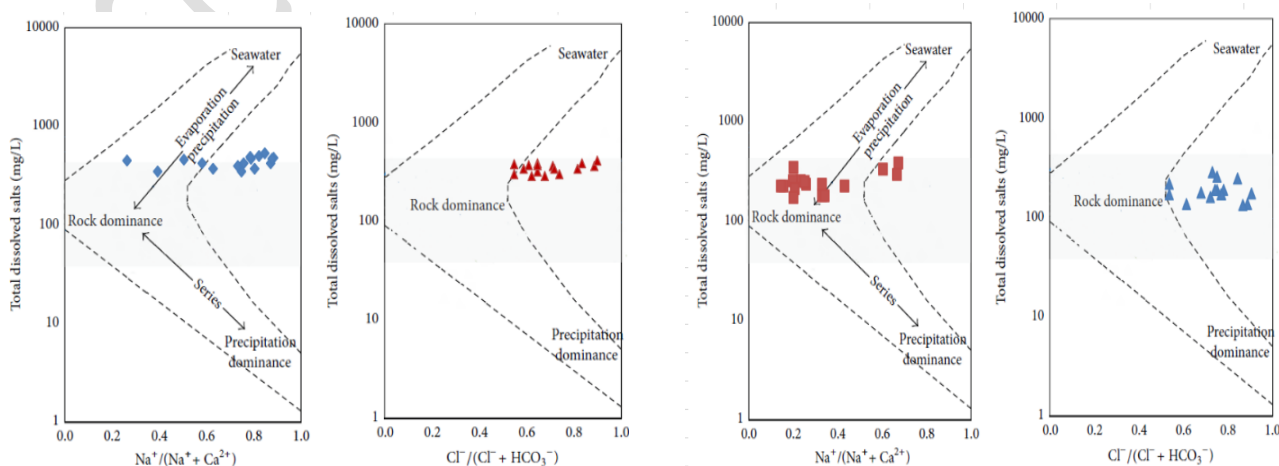 Total dissolved salts (mg/L)
10000
1000
100
10
1
0.0 0.2 0.4 0.6 0.8 1.0
Na⁺/(Na⁺ + Ca²⁺)
Seawater
Evaporation
precipitation
Rock dominance
Series
Precipitation
dominance
Total dissolved salts (mg/L)
10000
1000
100
10
1
0.0 0.2 0.4 0.6 0.8 1.0
Cl⁻/(Cl⁻ + HCO₃⁻)
Seawater
Rock dominance
Precipitation
dominance
Total dissolved salts (mg/L)
10000
1000
100
10
1
0.0 0.2 0.4 0.6 0.8 1.0
Na⁺/(Na⁺ + Ca²⁺)
Seawater
Evaporation
precipitation
Rock dominance
Series
Precipitation
dominance
Total dissolved salts (mg/L)
10000
1000
100
10
1
0.0 0.2 0.4 0.6 0.8 1.0
Cl⁻/(Cl⁻ + HCO₃⁻)
Seawater
Rock dominance
Precipitation
dominance